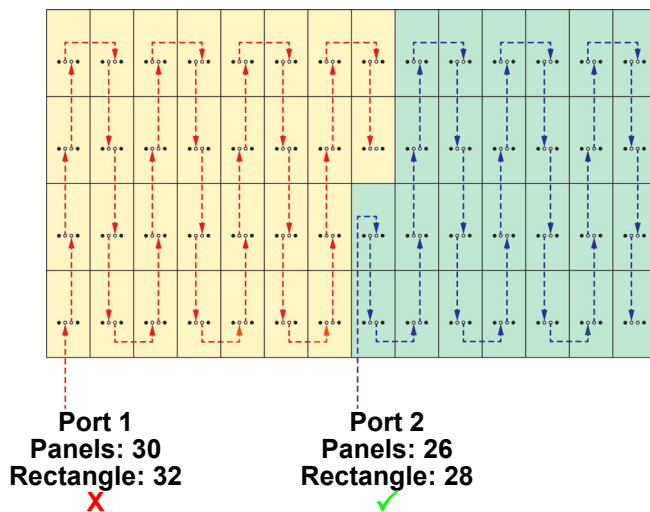 Port 1
Panels: 30
Rectangle: 32
X
Port 2
Panels: 26
Rectangle: 28
✓